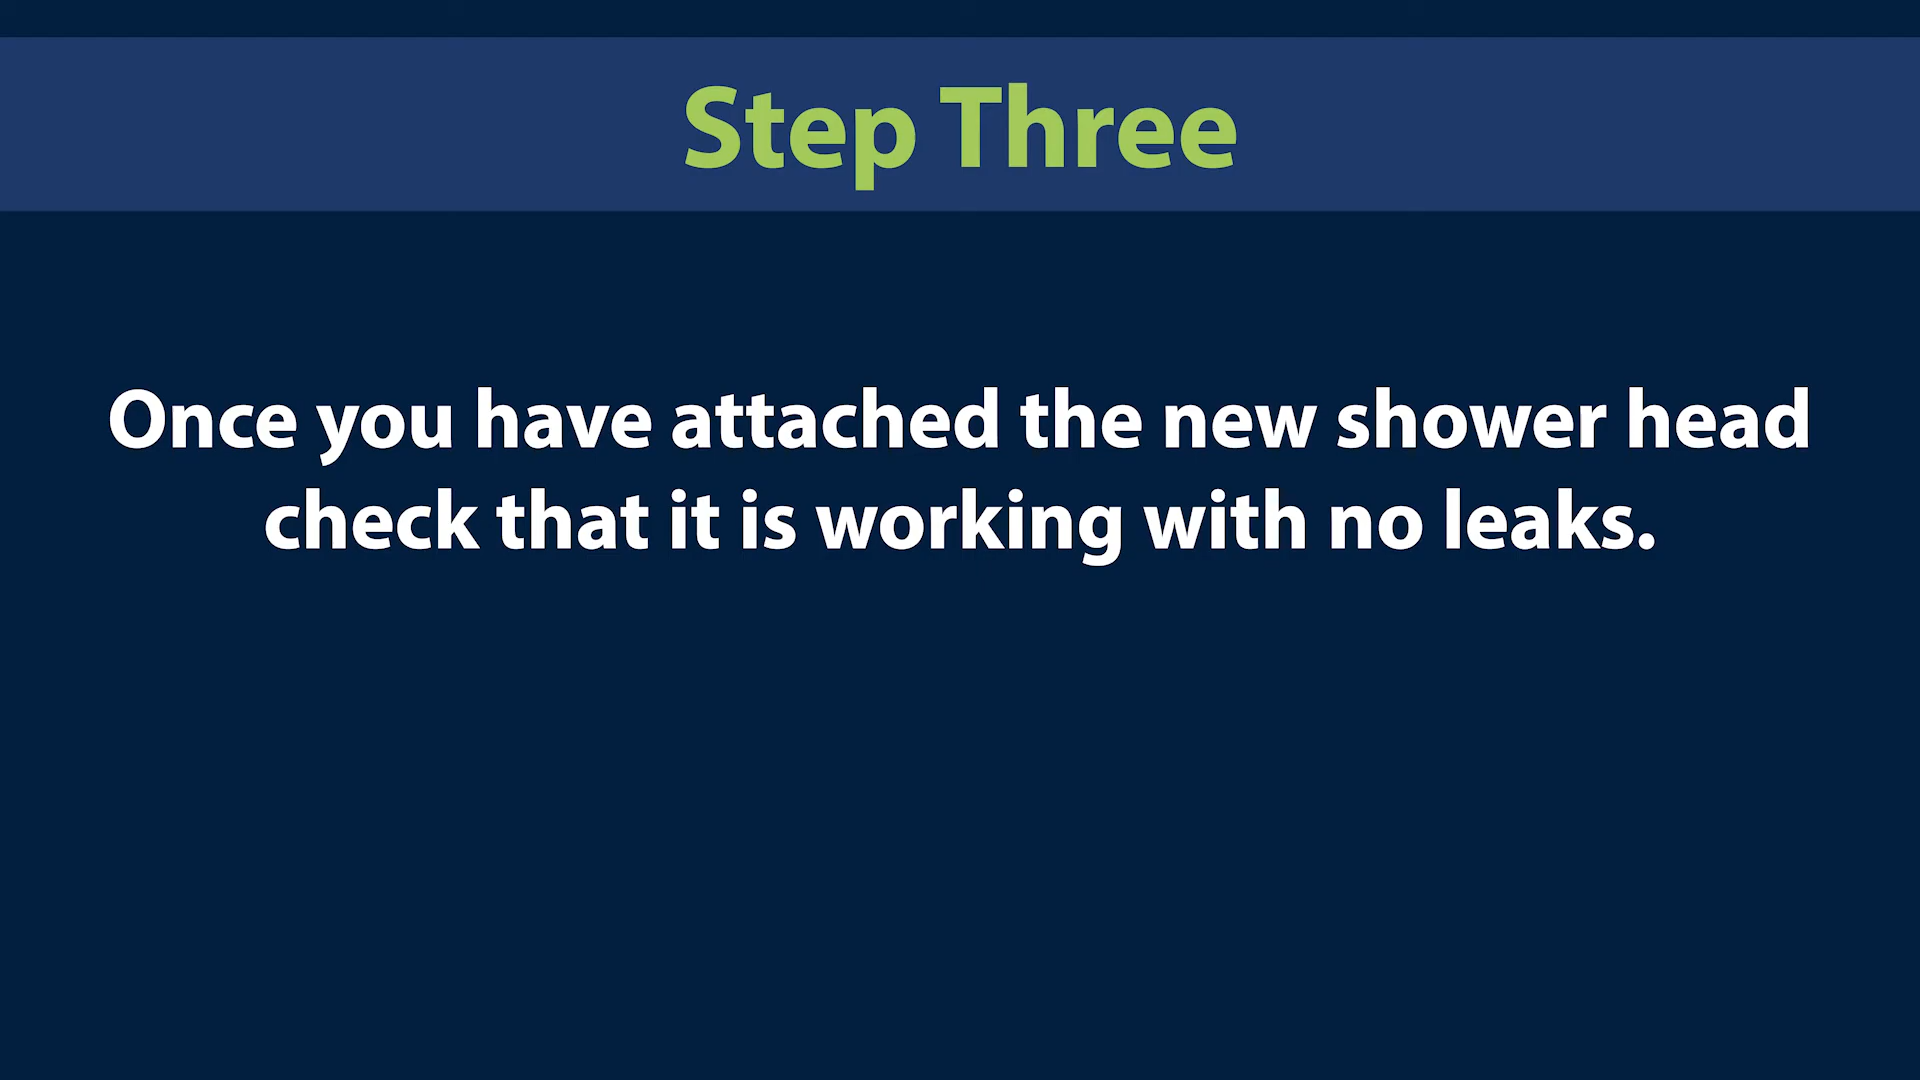 Step Three
Once you have attached the new shower head
check that it is working with no leaks.